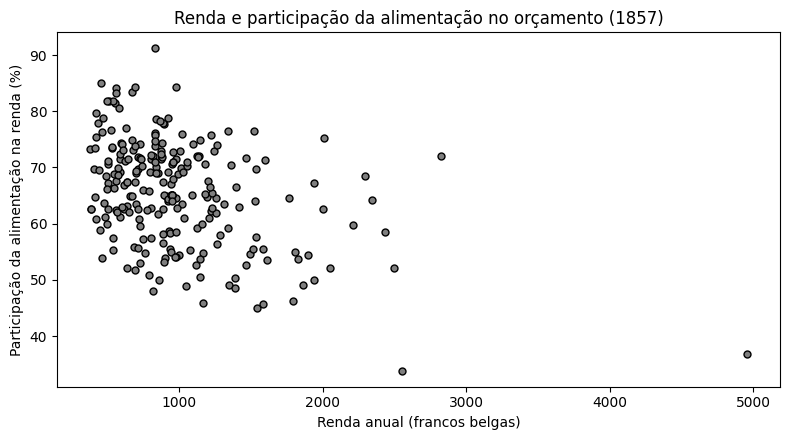 Renda e participação da alimentação no orçamento (1857)
Participação da alimentação na renda (%)
90
80
70
60
50
40
1000 2000 3000 4000 5000
Renda anual (francos belgas)